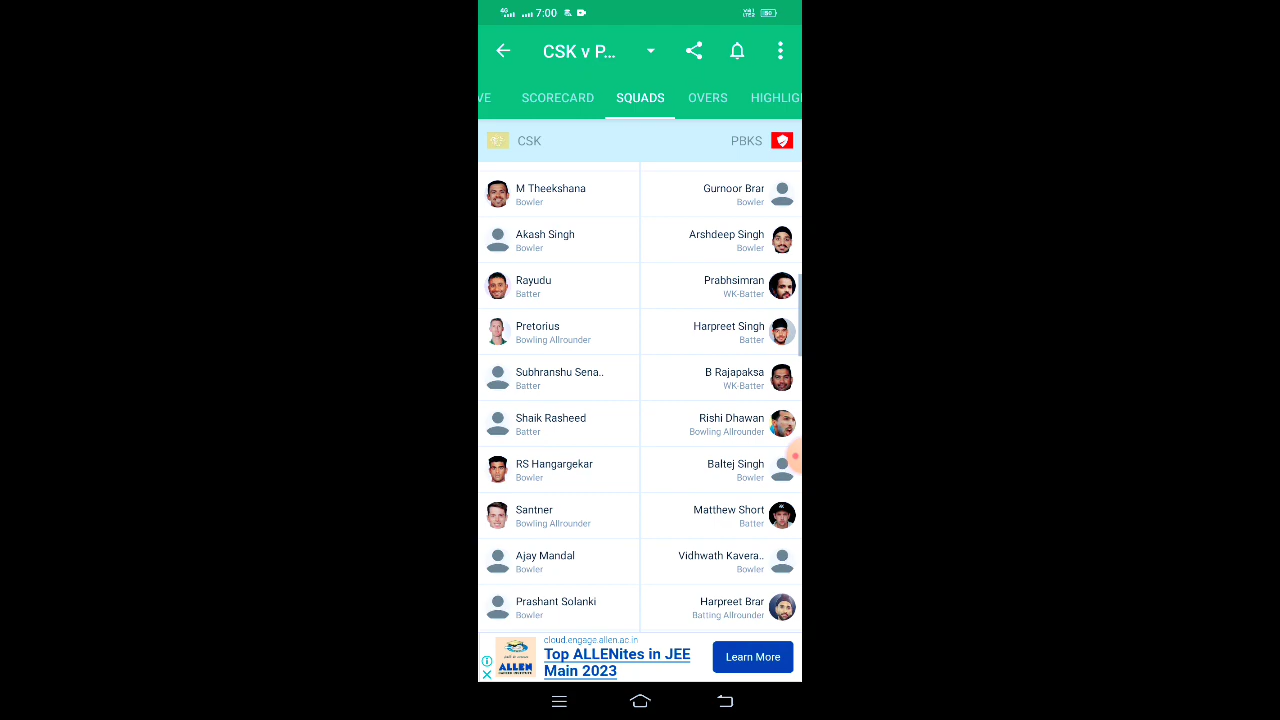 4G 7:00
CSK v P...
VE SCORECARD SQUADS OVERS HIGHLIG
CSK PBKS
M Theekshana Gurnoor Brar
Bowler Bowler
Akash Singh Arshdeep Singh
Bowler Bowler
Rayudu Prabhsimran
Batter WK-Batter
Pretorius Harpreet Singh
Bowling Allrounder Batter
Subhranshu Sena.. B Rajapaksa
Batter WK-Batter
Shaik Rasheed Rishi Dhawan
Batter Bowling Allrounder
RS Hangargekar Baltej Singh
Bowler Bowler
Santner Matthew Short
Bowling Allrounder Batter
Ajay Mandal Vidhwath Kavera..
Bowler Bowler
Prashant Solanki Harpreet Brar
Bowler Batting Allrounder
cloud.engage.allen.ac.in
Top ALLENites in JEE
Main 2023
ALLEN
Learn More